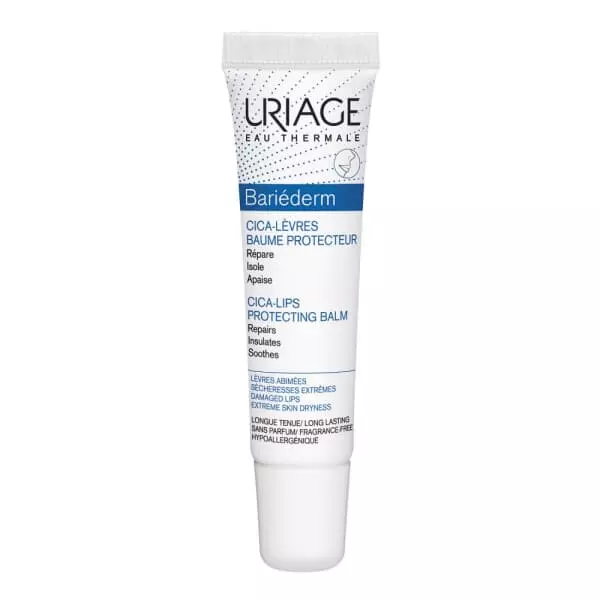 URIAGE
EAU THERMALE
Bariéderm
CICA-LÈVRES
BAUME PROTECTEUR
Répare
Isole
Apaise
CICA-LIPS
PROTECTING BALM
Repairs
Insulates
Soothes
LÈVRES ABIMÉES
SÈCHERESSES EXTRÊMES
DAMAGED LIPS
EXTREME SKIN DRYNESS
LONGUE TENUE/ LONG LASTING
SANS PARFUM/ FRAGRANCE-FREE
HYPOALLERGÉNIQUE